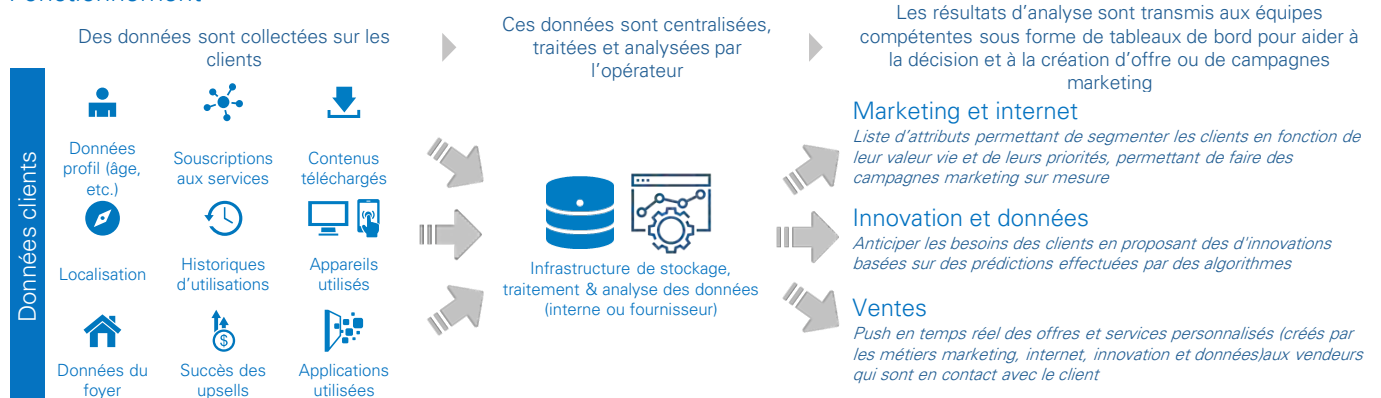 Fonctionnement
Des données sont collectées sur les
clients
Ces données sont centralisées,
traitées et analysées par
l'opérateur
Les résultats d'analyse sont transmis aux équipes
compétentes sous forme de tableaux de bord pour aider à
la décision et à la création d'offre ou de campagnes
marketing
Données clients
Données
profil (âge,
etc.)
Souscriptions
aux services
Contenus
téléchargés
Localisation
Historiques
d'utilisations
Appareils
utilisés
Données du
foyer
Succès des
upsells
Applications
utilisées
Infrastructure de stockage,
traitement & analyse des données
(interne ou fournisseur)
Marketing et internet
Liste d'attributs permettant de segmenter les clients en fonction de
leur valeur vie et de leurs priorités, permettant de faire des
campagnes marketing sur mesure
Innovation et données
Anticiper les besoins des clients en proposant des d'innovations
basées sur des prédictions effectuées par des algorithmes
Ventes
Push en temps réel des offres et services personnalisés (créés par
les métiers marketing, internet, innovation et données)aux vendeurs
qui sont en contact avec le client